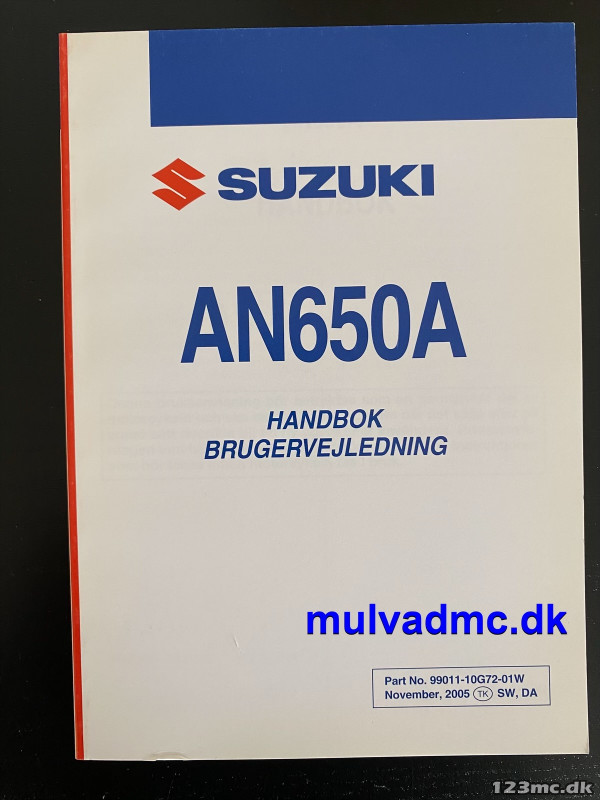 SUZUKI
AN650A
HANDBOK
BRUGERVEJLEDNING
mulvadmc.dk
Part No. 99011-10G72-01W
November, 2005 TK SW, DA
123mc.dk